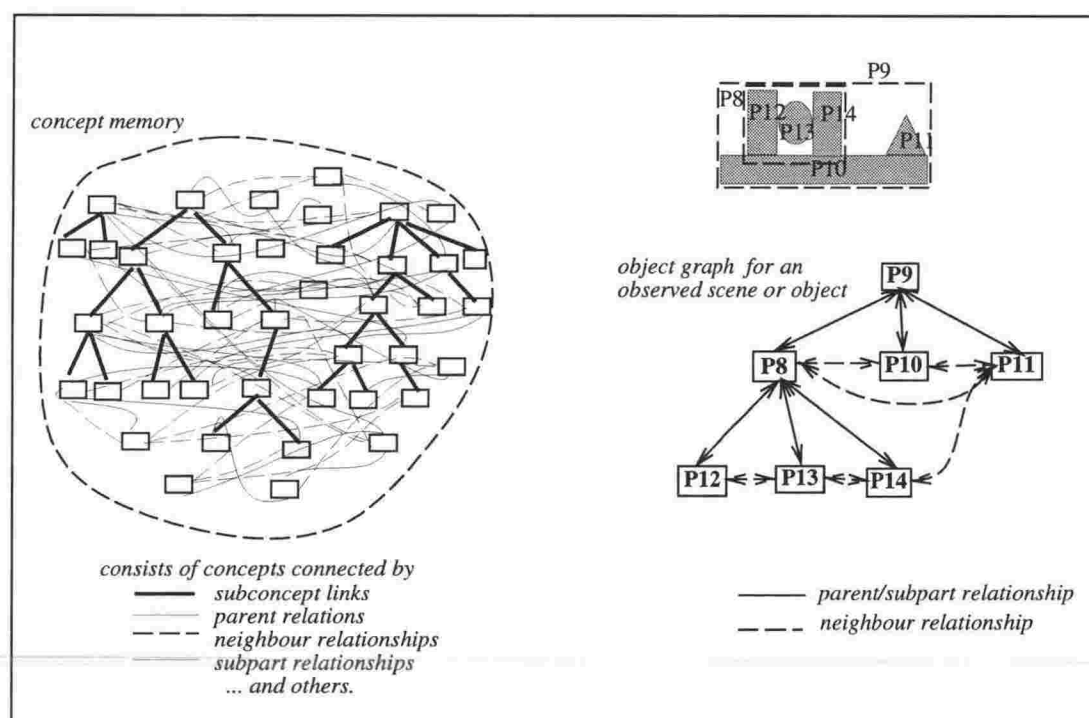 concept memory
consists of concepts connected by
subconcept links
parent relations
neighbour relationships
subpart relationships
... and others.
P9
P8
P12
P13
P14
P11
P10
object graph for an
observed scene or object
P9
P8
P10
P11
P12
P13
P14
parent/subpart relationship
neighbour relationship